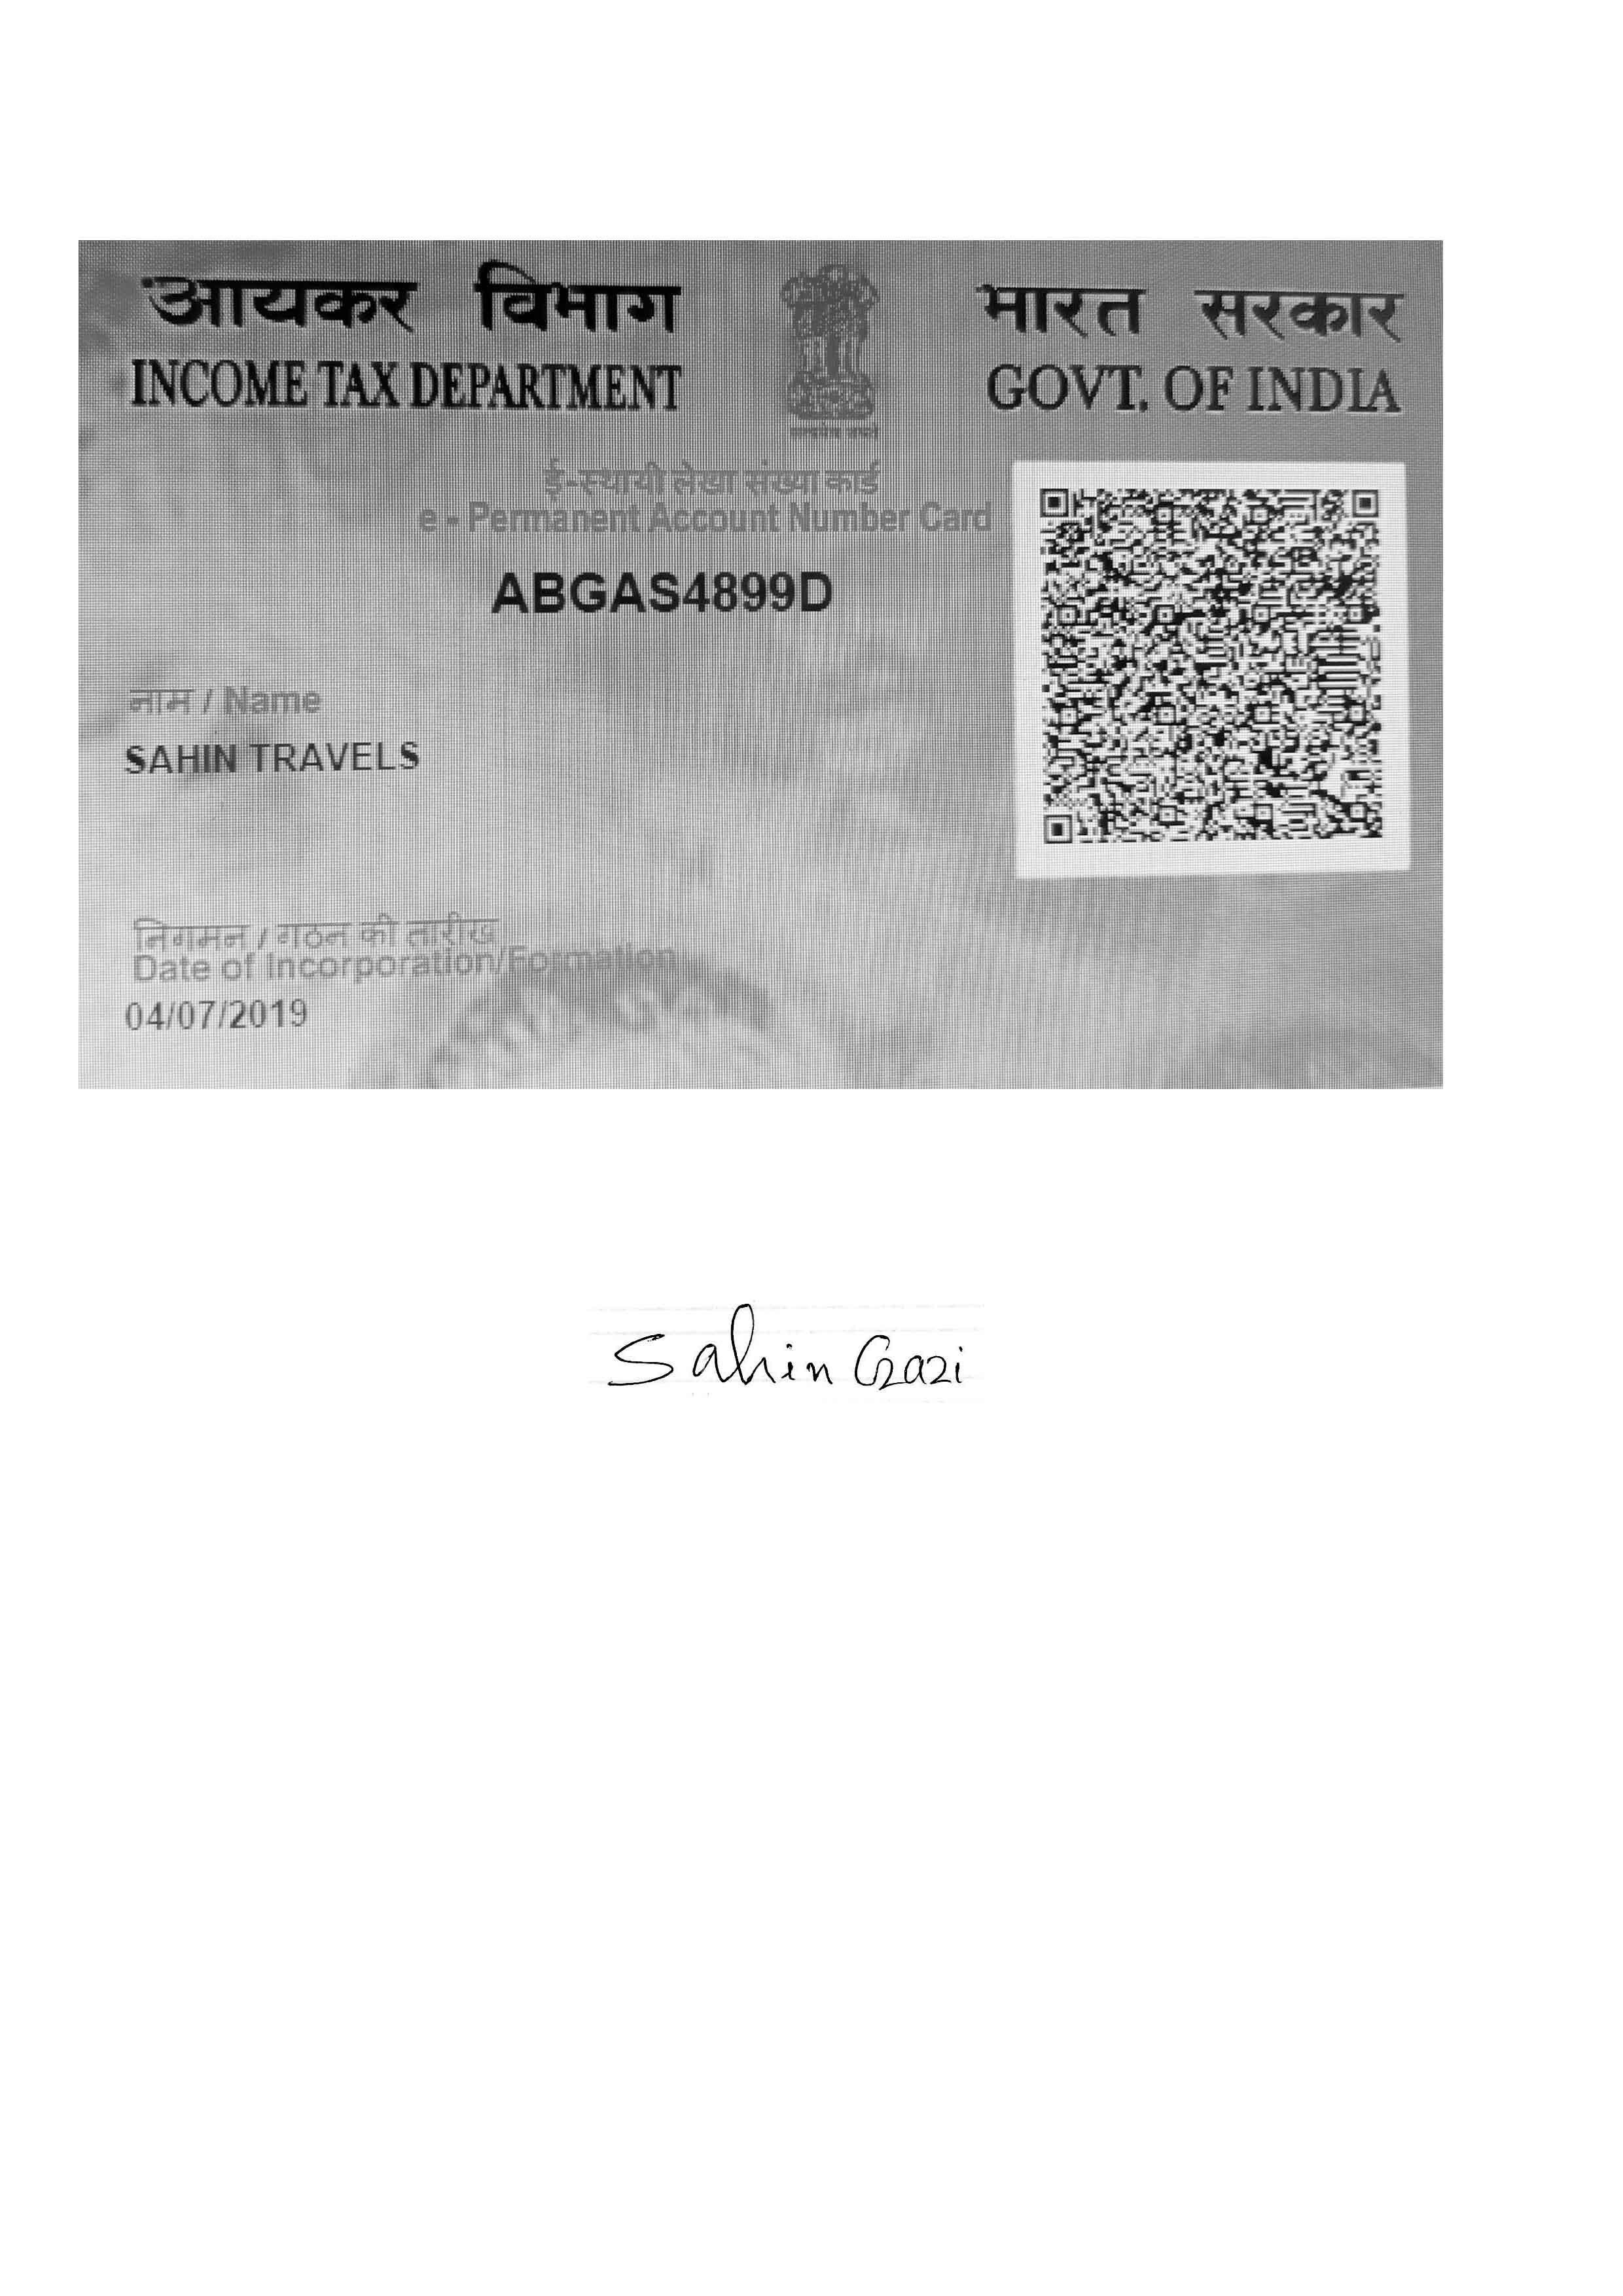 आयकर विभाग
INCOME TAX DEPARTMENT
सत्यमेव जयते
भारत सरकार
GOVT. OF INDIA
ई-स्थायी लेखा संख्या कार्ड
e - Permanent Account Number Card
ABGAS4899D
नाम / Name
SAHIN TRAVELS
निगमन / गठन की तारीख
Date of Incorporation/Formation
04/07/2019
Sahin Gazi